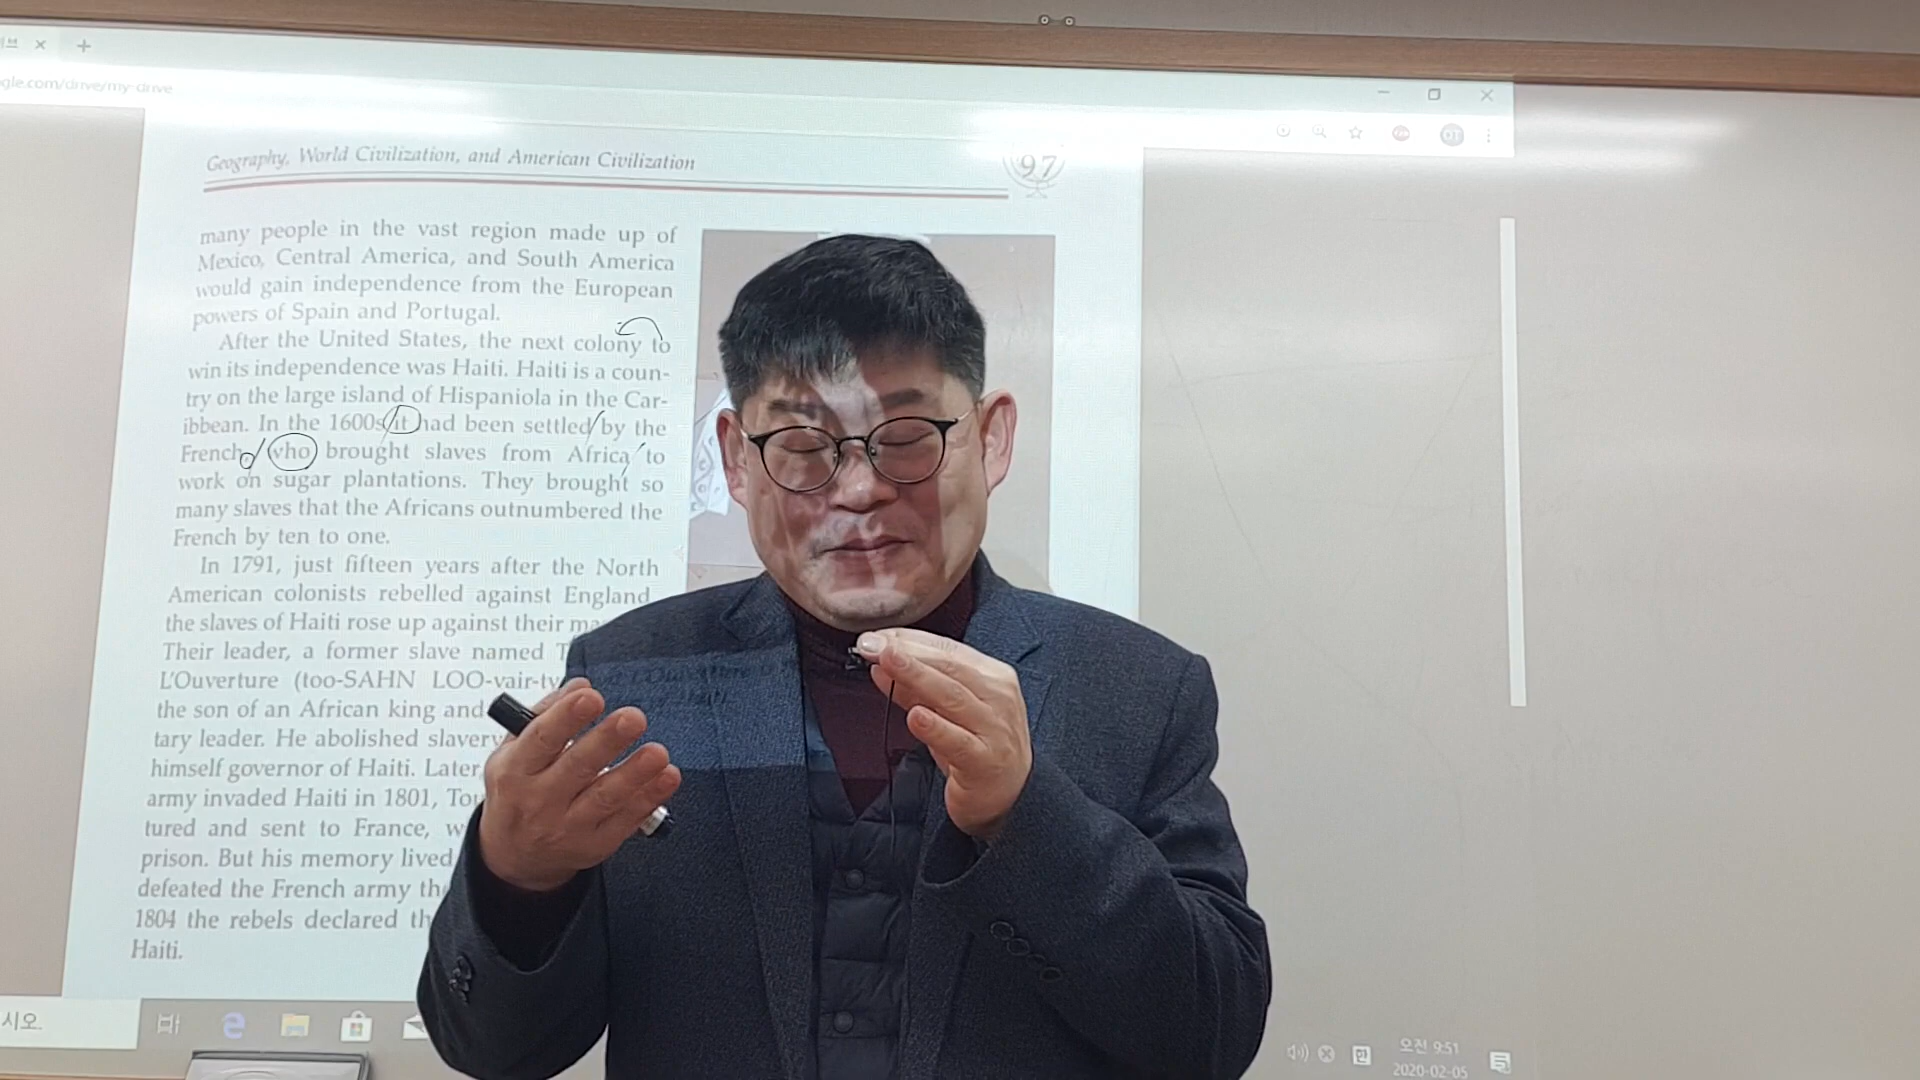 gle.com/drive/my-drive
Geography, World Civilization, and American Civilization
97
many people in the vast region made up of
Mexico, Central America, and South America
would gain independence from the European
powers of Spain and Portugal.
After the United States, the next colony to
win its independence was Haiti. Haiti is a coun-
try on the large island of Hispaniola in the Car-
ibbean. In the 1600s it had been settled by the
French, who brought slaves from Africa to
work on sugar plantations. They brought so
many slaves that the Africans outnumbered the
French by ten to one.
In 1791, just fifteen years after the North
American colonists rebelled against England
the slaves of Haiti rose up against their ma
Their leader, a former slave named T
L'Ouverture (too-SAHN LOO-vair-ty
the son of an African king and
tary leader. He abolished slavery
himself governor of Haiti. Later,
army invaded Haiti in 1801, Tou
tured and sent to France, w
prison. But his memory lived
defeated the French army th
1804 the rebels declared th
Haiti.
L'Ouverture
시오.
한
오전 9:51
2020-02-05